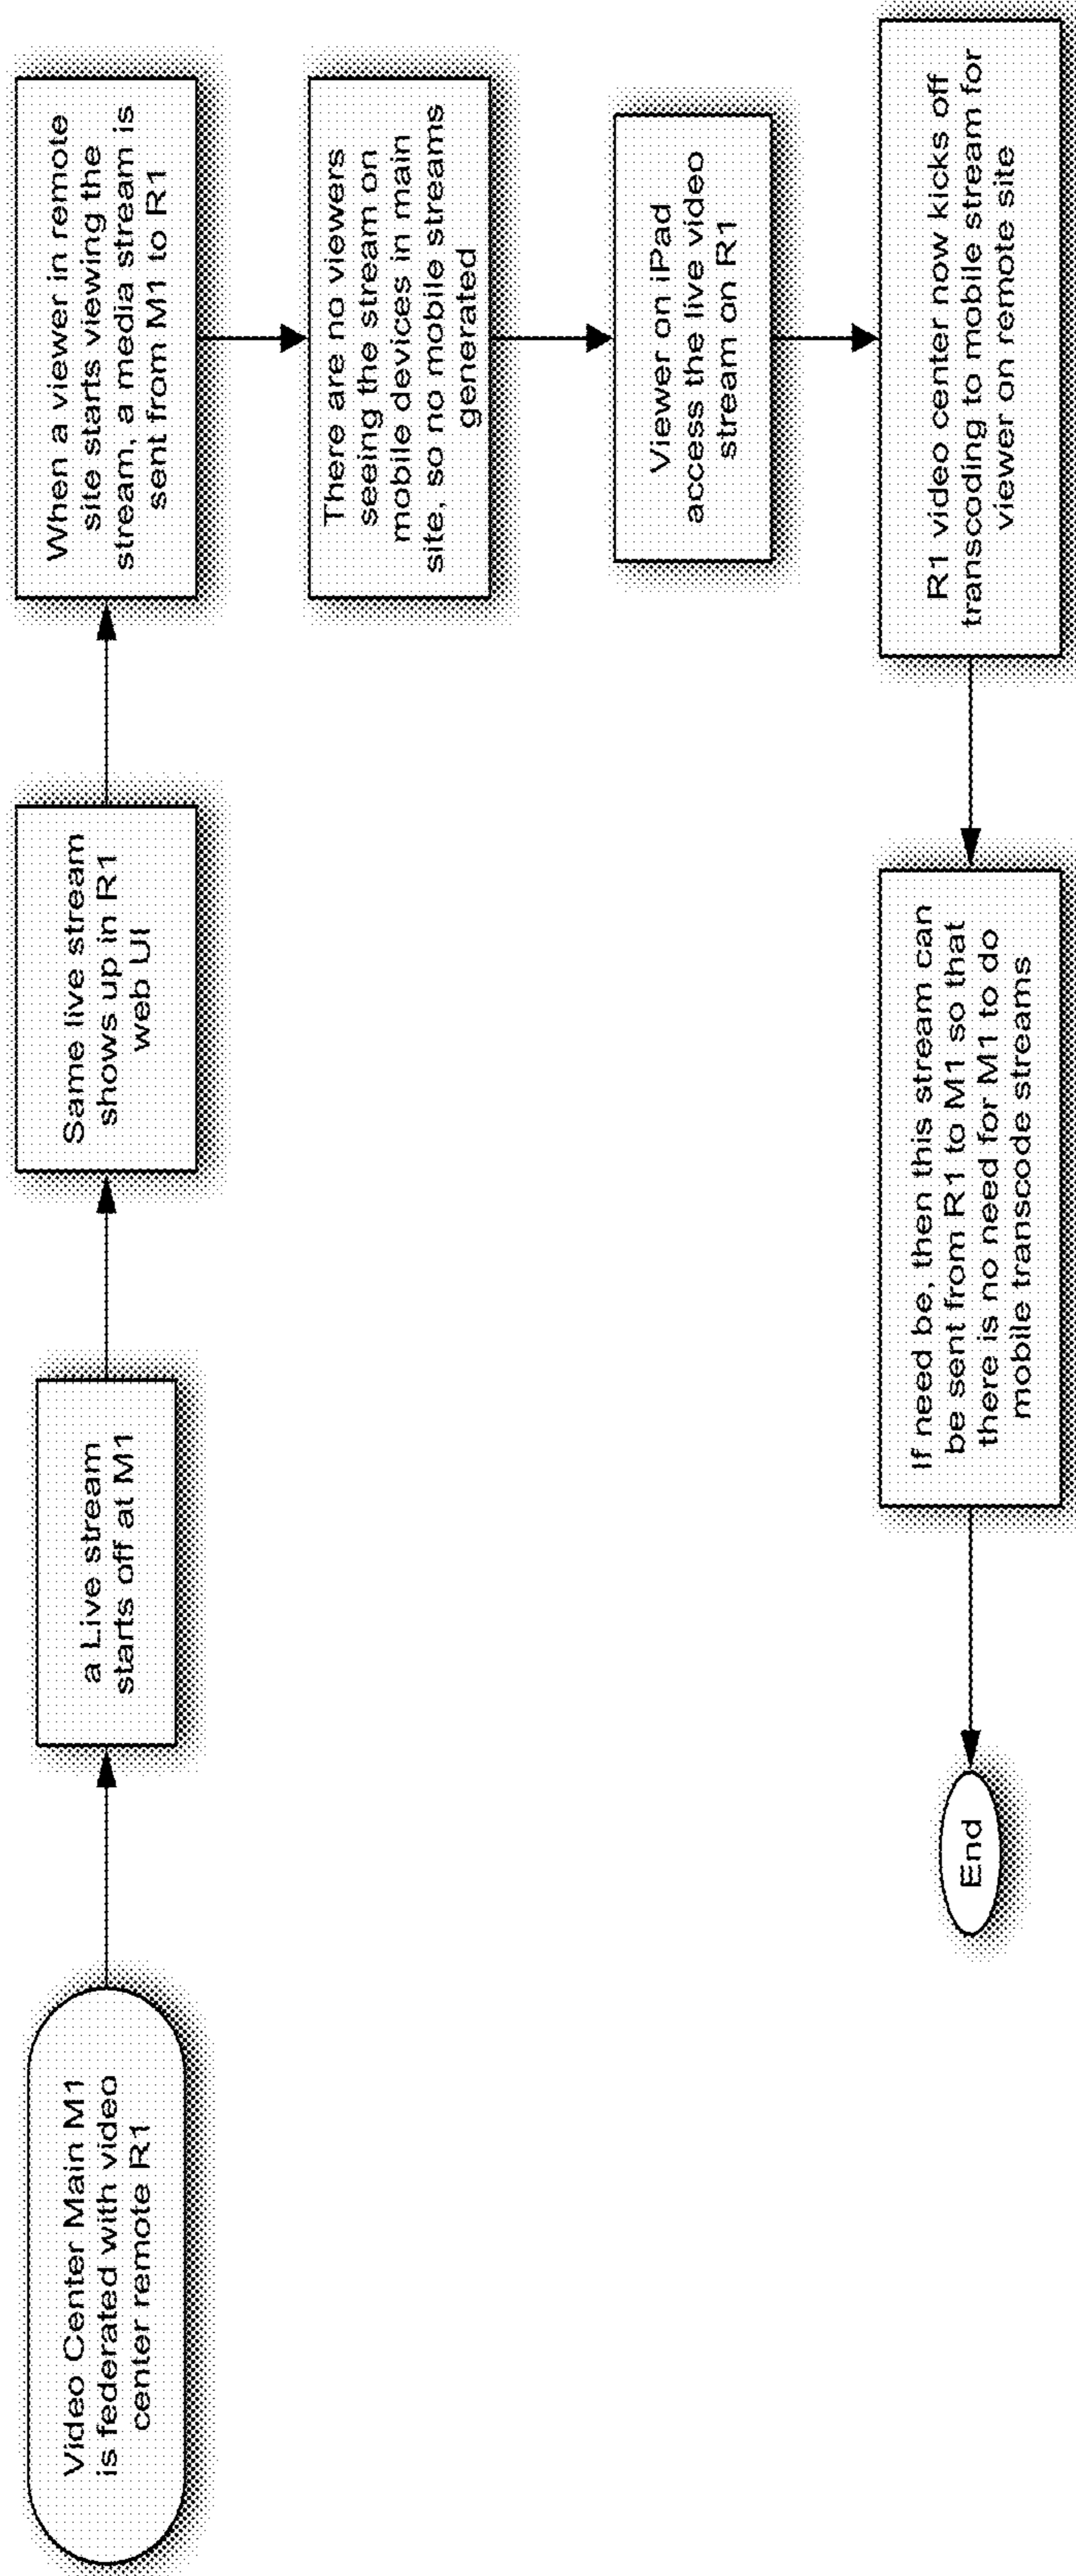 Video Center Main M1
is federated with video
center remote R1
a Live stream
starts off at M1
Same live stream
shows up in R1
web UI
When a viewer in remote
site starts viewing the
stream, a media stream is
sent from M1 to R1
There are no viewers
seeing the stream on
mobile devices in main
site, so no mobile streams
generated
Viewer on iPad
access the live video
stream on R1
R1 video center now kicks off
transcoding to mobile stream for
viewer on remote site
If need be, then this stream can
be sent from R1 to M1 so that
there is no need for M1 to do
mobile transcode streams
End